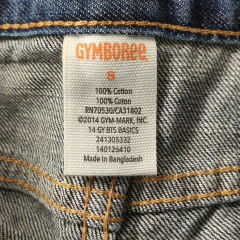 GYMBOREE
8
100% Cotton
100% Cotton
RN70530/CA31802
©2014 GYM-MARK, INC.
14 GY BTS BASICS
241305332
140126410
Made in Bangladesh